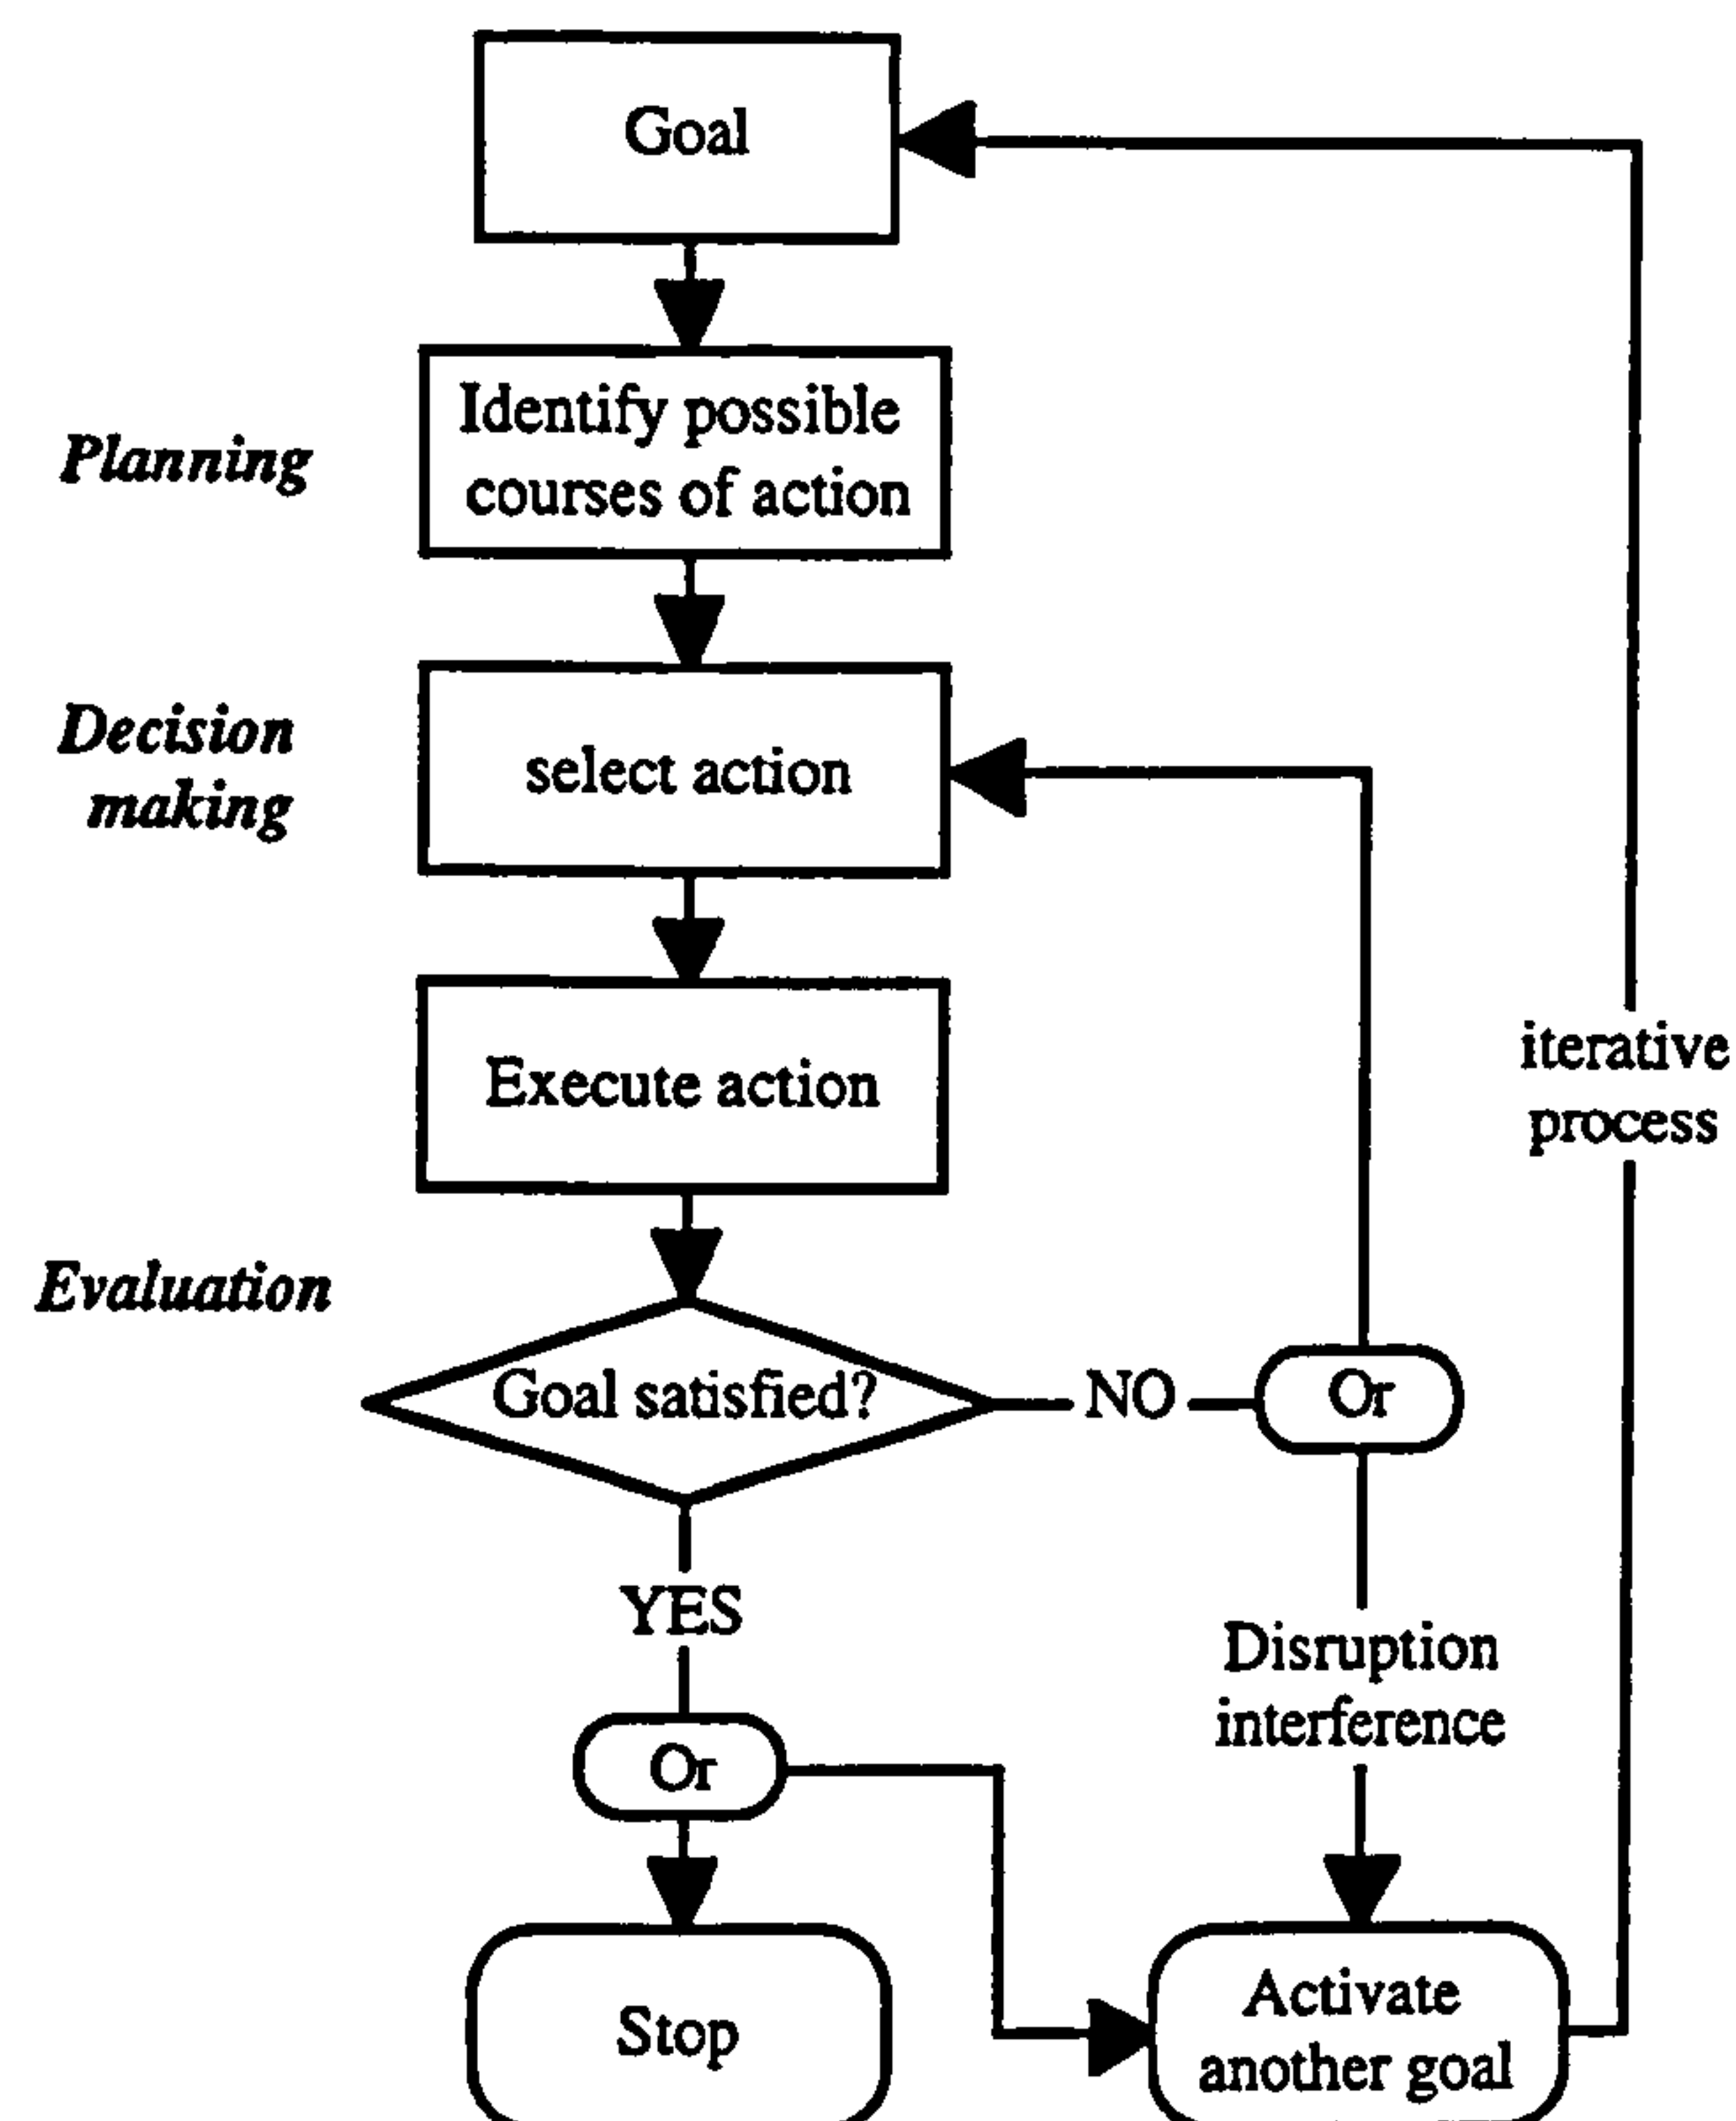 Goal
Planning
Identify possible
courses of action
Decision
making
select action
Execute action
iterative
process
Evaluation
Goal satisfied?
NO
Or
YES
Disruption
interference
Or
Stop
Activate
another goal